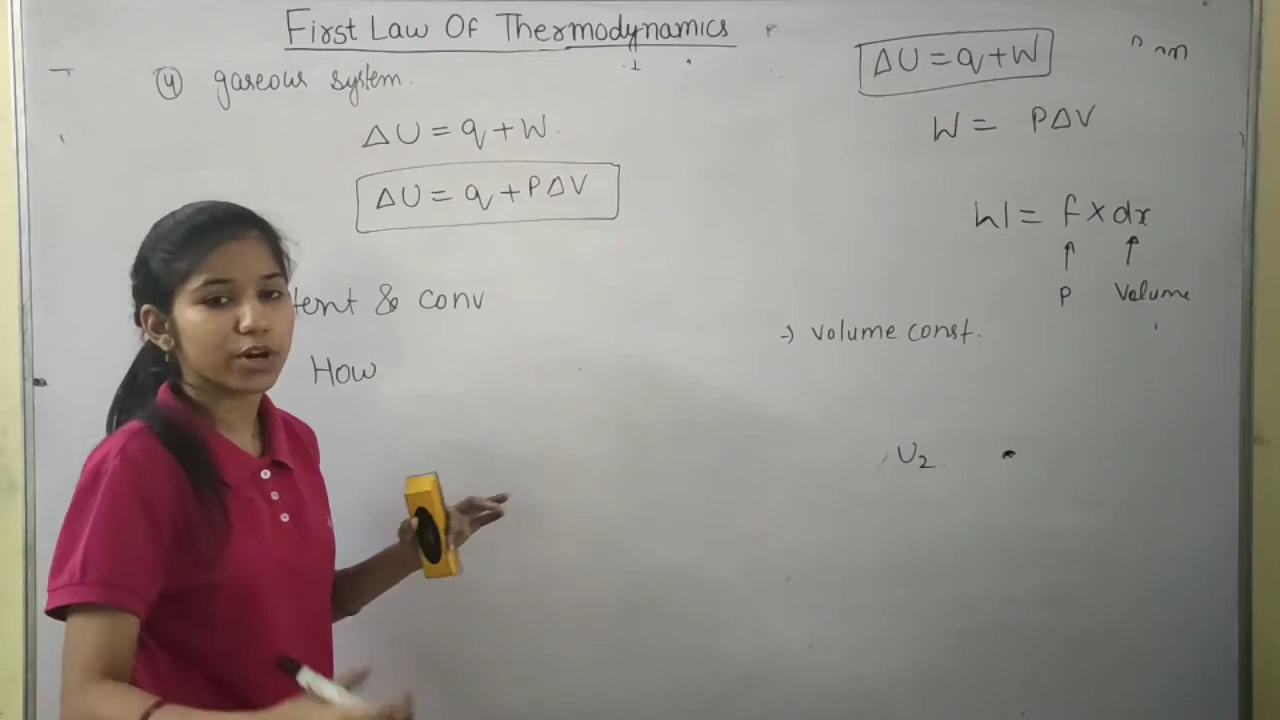 First Law Of Thermodynamics
④ gaseous system.
ΔU = q + W.
ΔU = q + PΔV
tent & conv
How
ΔU = q + W
W = PΔV
W = f × dx
↑ ↑
P Volume
→ volume const.
U₂